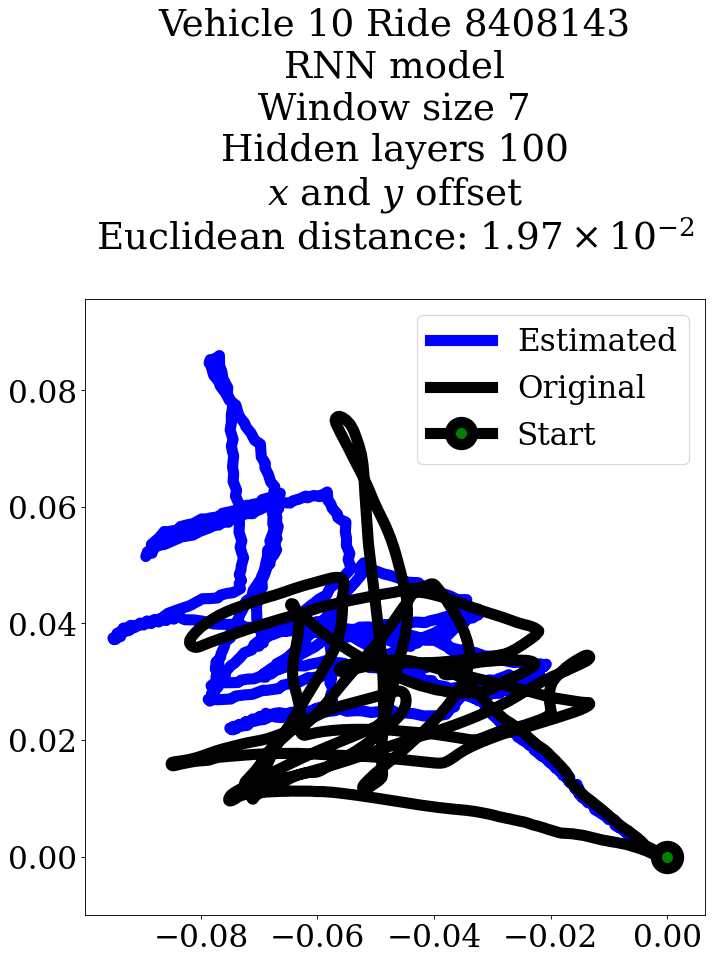 Vehicle 10 Ride 8408143
RNN model
Window size 7
Hidden layers 100
x and y offset
Euclidean distance: 1.97 × 10⁻²
Estimated
Original
Start
0.08
0.06
0.04
0.02
0.00
−0.08 −0.06 −0.04 −0.02 0.00